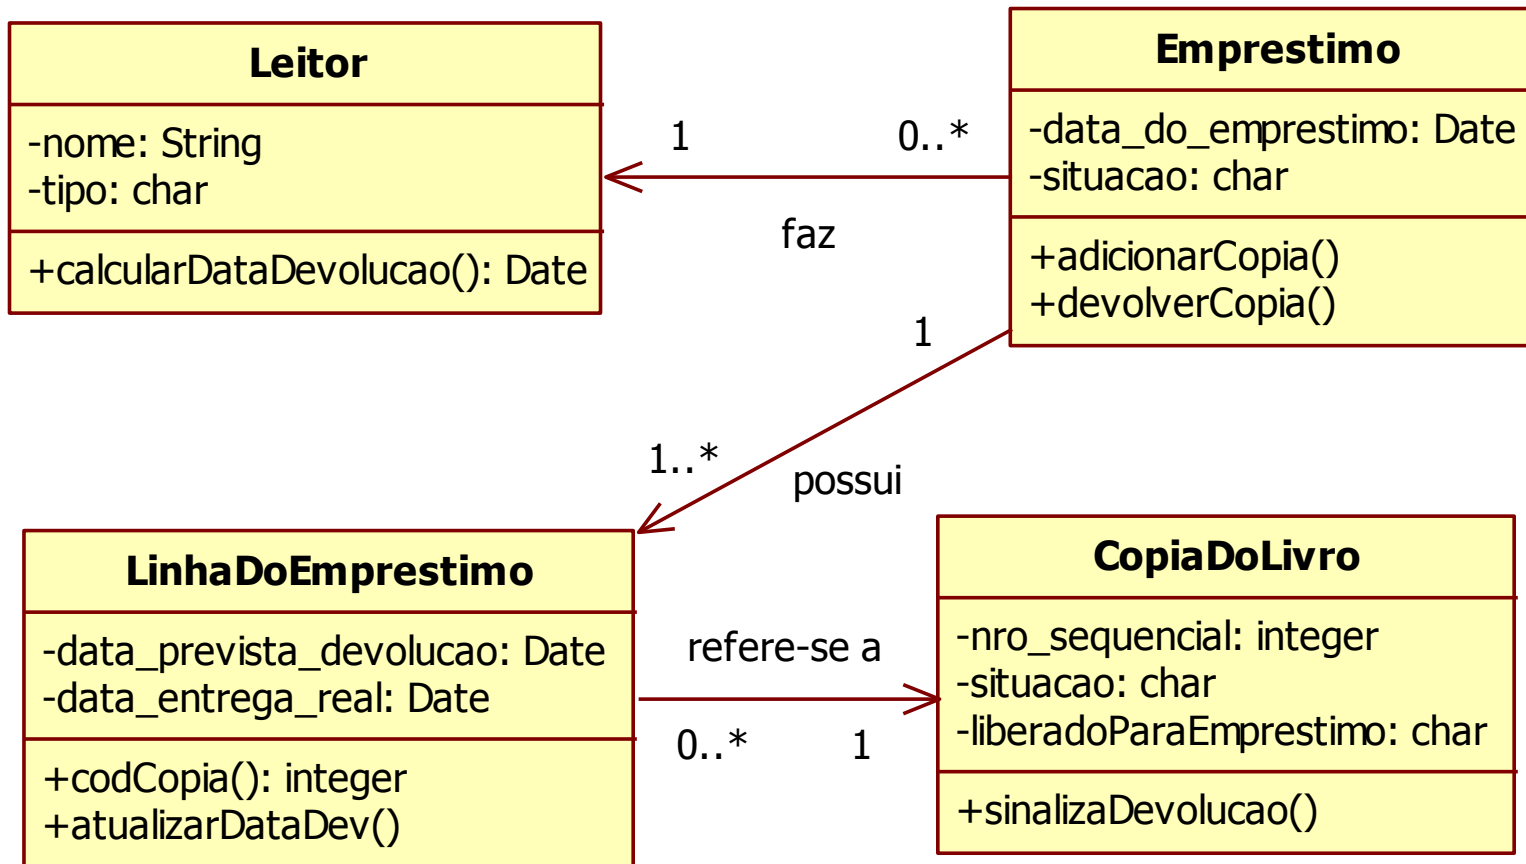 Leitor
-nome: String
-tipo: char
+calcularDataDevolucao(): Date
1
0..*
faz
Emprestimo
-data_do_emprestimo: Date
-situacao: char
+adicionarCopia()
+devolverCopia()
1
1..*
possui
LinhaDoEmprestimo
-data_prevista_devolucao: Date
-data_entrega_real: Date
+codCopia(): integer
+atualizarDataDev()
refere-se a
0..*
1
CopiaDoLivro
-nro_sequencial: integer
-situacao: char
-liberadoParaEmprestimo: char
+sinalizaDevolucao()